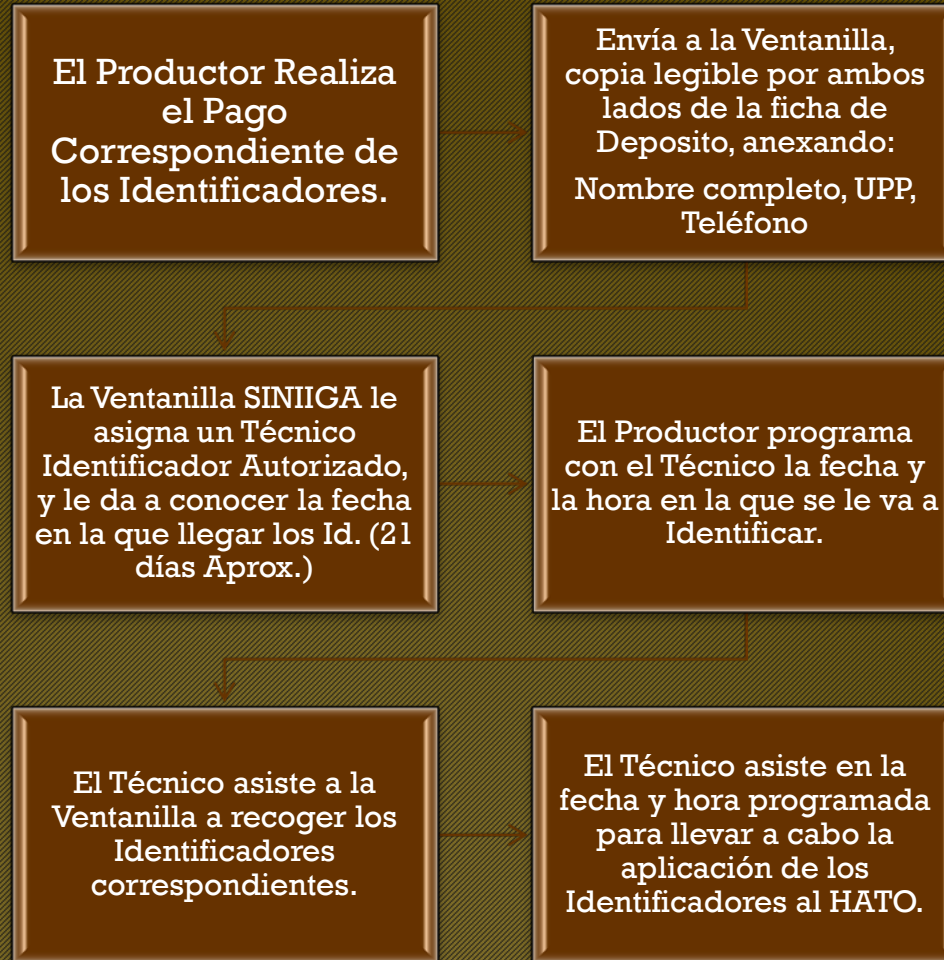 El Productor Realiza
el Pago
Correspondiente de
los Identificadores.
Envía a la Ventanilla,
copia legible por ambos
lados de la ficha de
Deposito, anexando:
Nombre completo, UPP,
Teléfono
La Ventanilla SINIIGA le
asigna un Técnico
Identificador Autorizado,
y le da a conocer la fecha
en la que llegar los Id. (21
días Aprox.)
El Productor programa
con el Técnico la fecha y
la hora en la que se le va a
Identificar.
El Técnico asiste a la
Ventanilla a recoger los
Identificadores
correspondientes.
El Técnico asiste en la
fecha y hora programada
para llevar a cabo la
aplicación de los
Identificadores al HATO.